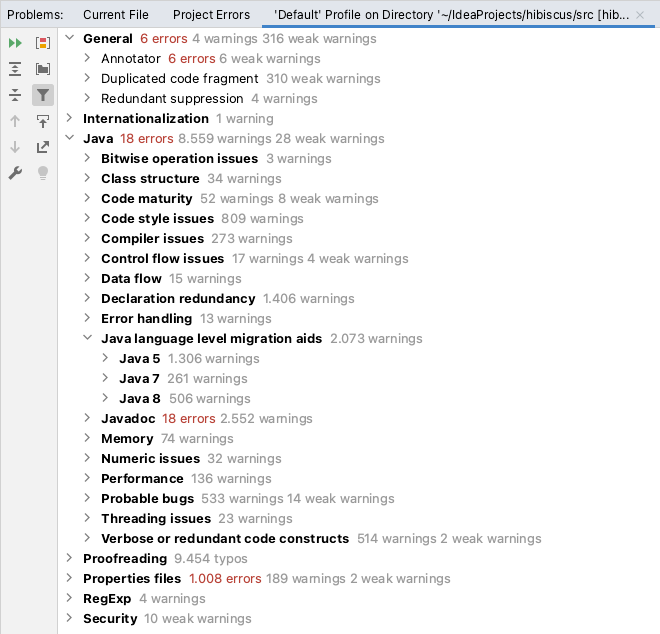 Problems: Current File Project Errors 'Default' Profile on Directory '~/IdeaProjects/hibiscus/src [hib...
General 6 errors 4 warnings 316 weak warnings
Annotator 6 errors 6 weak warnings
Duplicated code fragment 310 weak warnings
Redundant suppression 4 warnings
Internationalization 1 warning
Java 18 errors 8.559 warnings 28 weak warnings
Bitwise operation issues 3 warnings
Class structure 34 warnings
Code maturity 52 warnings 8 weak warnings
Code style issues 809 warnings
Compiler issues 273 warnings
Control flow issues 17 warnings 4 weak warnings
Data flow 15 warnings
Declaration redundancy 1.406 warnings
Error handling 13 warnings
Java language level migration aids 2.073 warnings
Java 5 1.306 warnings
Java 7 261 warnings
Java 8 506 warnings
Javadoc 18 errors 2.552 warnings
Memory 74 warnings
Numeric issues 32 warnings
Performance 136 warnings
Probable bugs 533 warnings 14 weak warnings
Threading issues 23 warnings
Verbose or redundant code constructs 514 warnings 2 weak warnings
Proofreading 9.454 typos
Properties files 1.008 errors 189 warnings 2 weak warnings
RegExp 4 warnings
Security 10 weak warnings